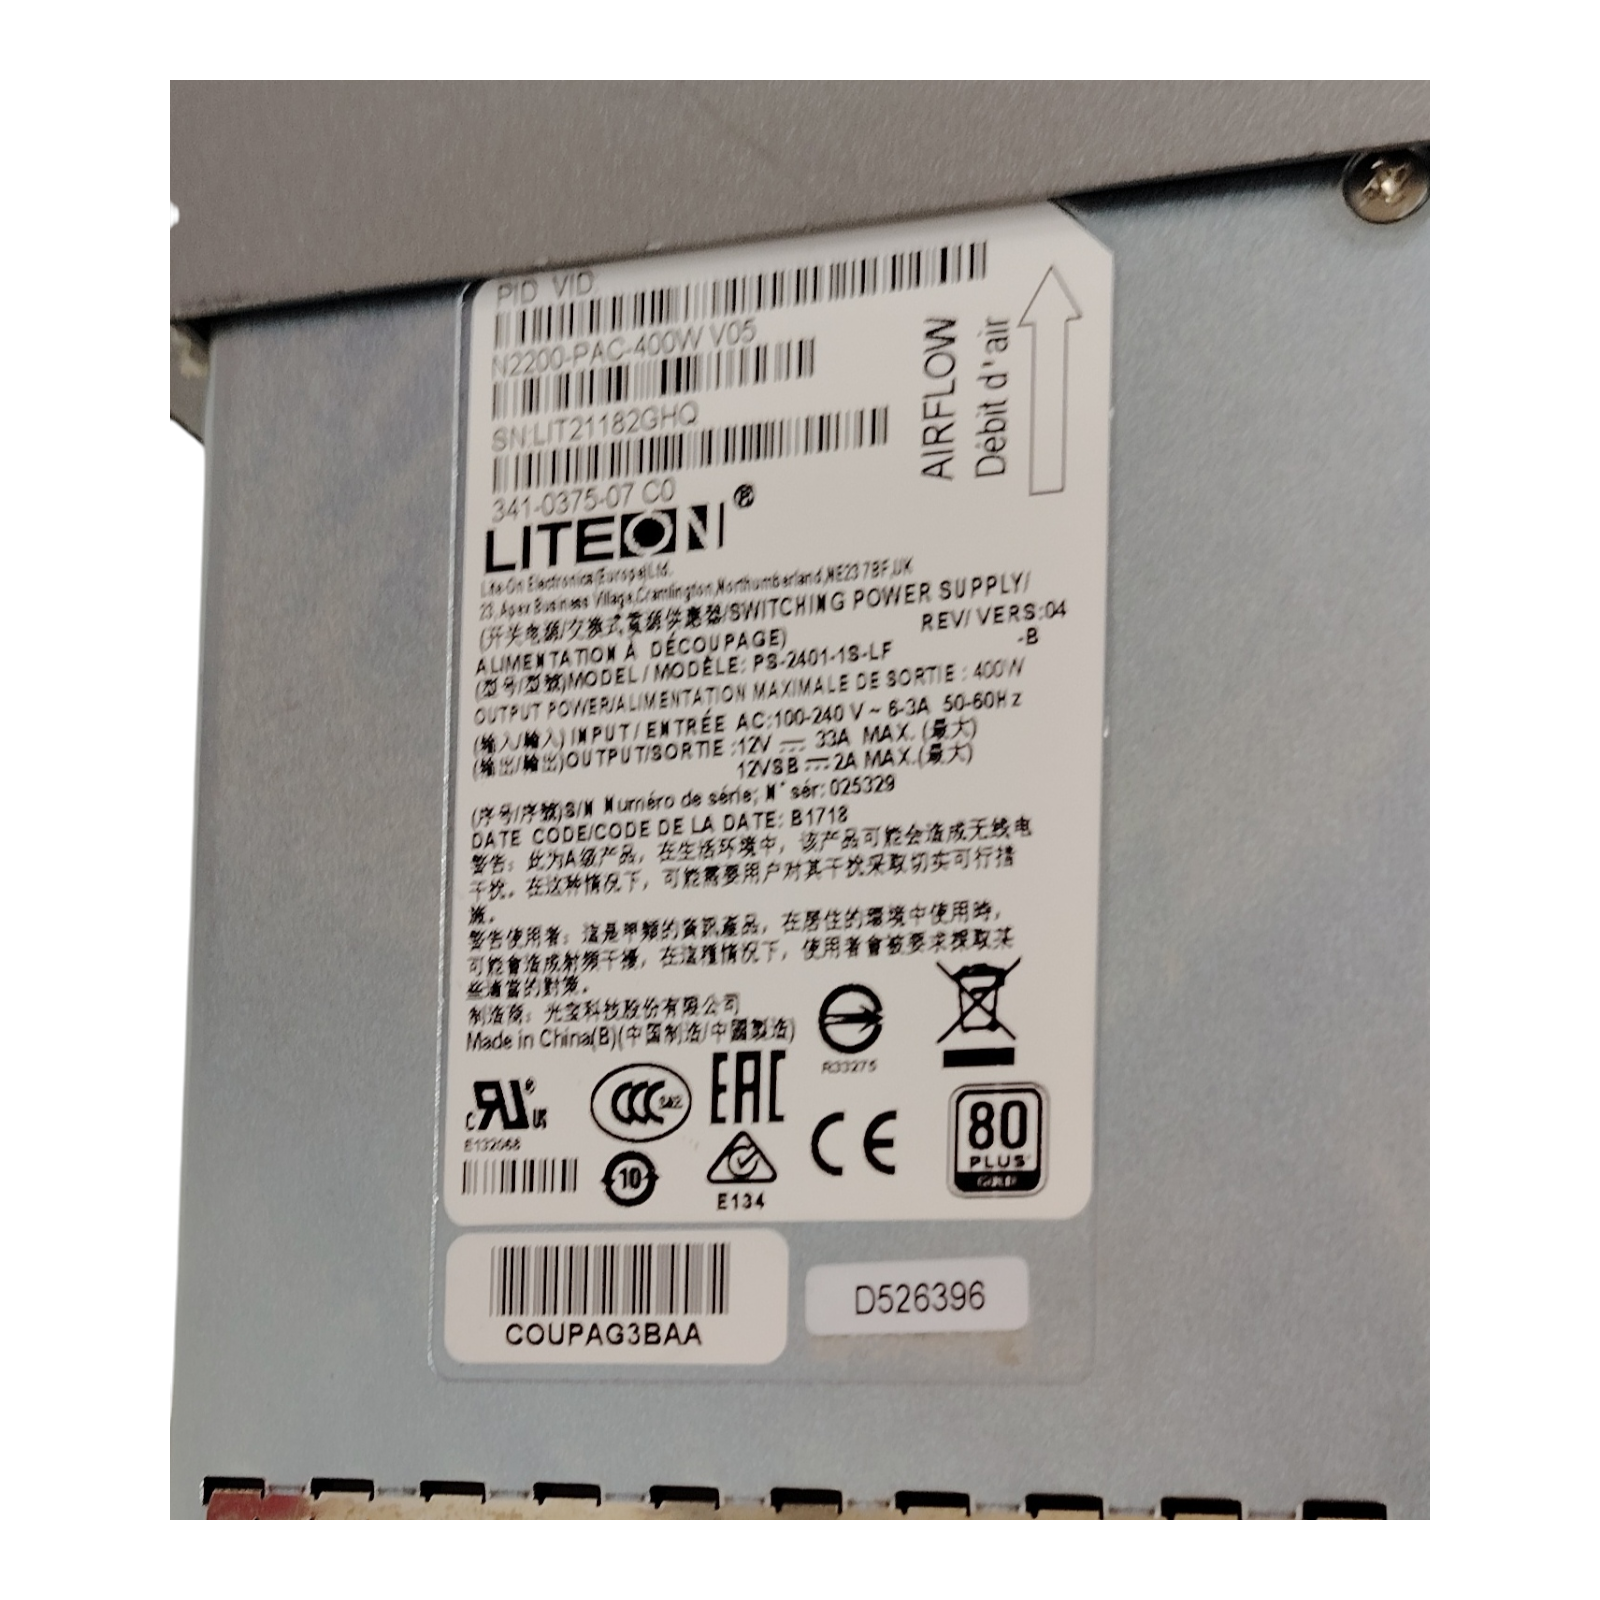 PID VID
N2200-PAC-400W V05
SN:LIT21182GHQ
341-0375-07 C0
AIRFLOW
Débit d'air
LITEON®
Lite-On Electronics(Europe)Ltd.
23, Apex Business Village,Cramlington,Northumberland,NE23 7BF,UK
(开关电源/交換式電源供應器/SWITCHING POWER SUPPLY/
ALIMENTATION À DÉCOUPAGE) REV/ VERS:04
(型号/型號)MODEL / MODÈLE: PS-2401-1S-LF -B
OUTPUT POWER/ALIMENTATION MAXIMALE DE SORTIE : 400W
(输入/輸入) INPUT / ENTRÉE AC:100-240 V ~ 6-3A 50-60Hz
(输出/輸出)OUTPUT/SORTIE :12V ⎓ 33A MAX. (最大)
12VSB ⎓ 2A MAX.(最大)
(序号/序號)S/N Numéro de série; N° sér: 025329
DATE CODE/CODE DE LA DATE: B1718
警告：此为A级产品，在生活环境中，该产品可能会造成无线电
干扰。在这种情况下，可能需要用户对其干扰采取切实可行措
施。
警告使用者：這是甲類的資訊產品，在居住的環境中使用時，
可能會造成射頻干擾，在這種情況下，使用者會被要求採取某
些適當的對策。
制造商：光宝科技股份有限公司
Made in China(B)(中国制造/中國製造)
R33275
c RU us
E132068
CCC
S&E
EAC
10
E134
CE
80
PLUS
GOLD
COUPAG3BAA
D526396